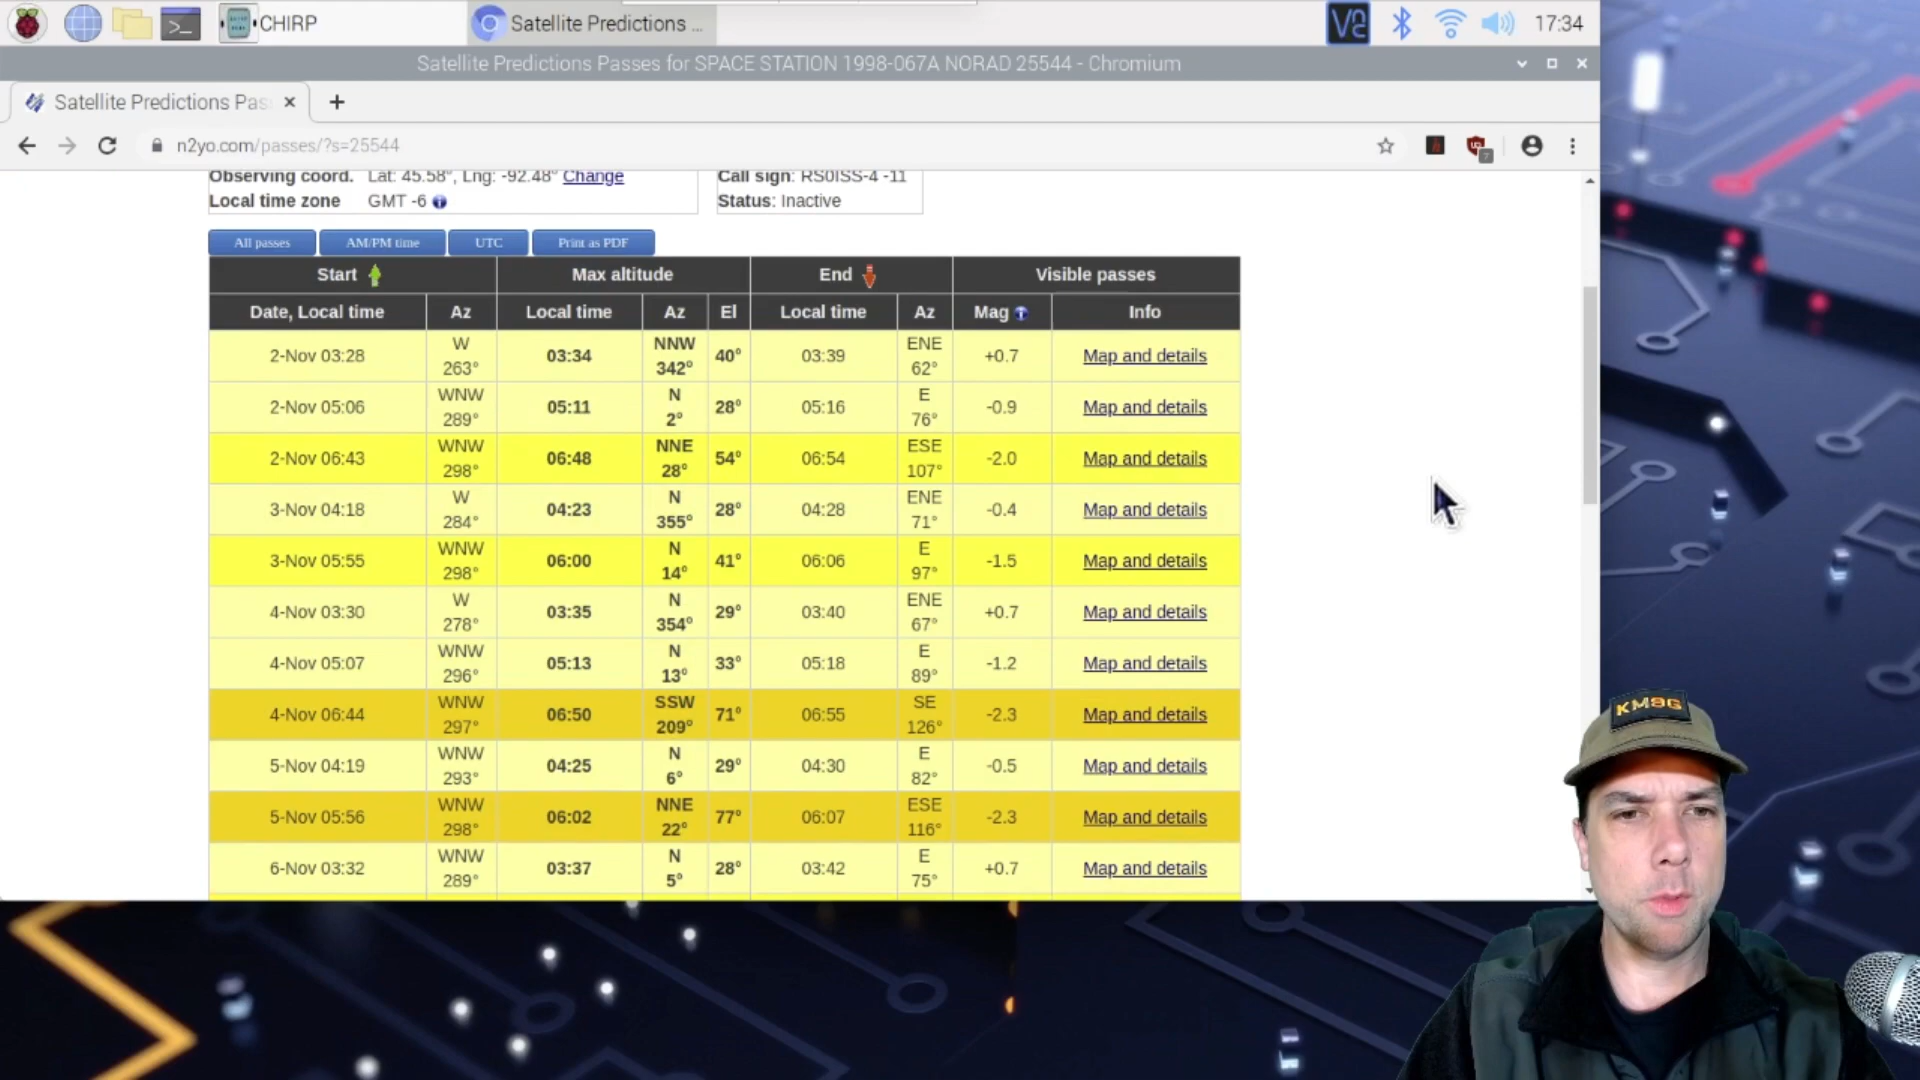 CHIRP
Satellite Predictions ...
V2
17:34
Satellite Predictions Passes for SPACE STATION 1998-067A NORAD 25544 - Chromium
Satellite Predictions Pas
n2yo.com/passes/?s=25544
7
Observing coord. Lat: 45.58°, Lng: -92.48° Change
Local time zone GMT -6
Call sign: RS0ISS-4 -11
Status: Inactive
All passes AM/PM time UTC Print as PDF
Start Max altitude End Visible passes
Date, Local time Az Local time Az El Local time Az Mag Info
2-Nov 03:28 W 263° 03:34 NNW 342° 40° 03:39 ENE 62° +0.7 Map and details
2-Nov 05:06 WNW 289° 05:11 N 2° 28° 05:16 E 76° -0.9 Map and details
2-Nov 06:43 WNW 298° 06:48 NNE 28° 54° 06:54 ESE 107° -2.0 Map and details
3-Nov 04:18 W 284° 04:23 N 355° 28° 04:28 ENE 71° -0.4 Map and details
3-Nov 05:55 WNW 298° 06:00 N 14° 41° 06:06 E 97° -1.5 Map and details
4-Nov 03:30 W 278° 03:35 N 354° 29° 03:40 ENE 67° +0.7 Map and details
4-Nov 05:07 WNW 296° 05:13 N 13° 33° 05:18 E 89° -1.2 Map and details
4-Nov 06:44 WNW 297° 06:50 SSW 209° 71° 06:55 SE 126° -2.3 Map and details
5-Nov 04:19 WNW 293° 04:25 N 6° 29° 04:30 E 82° -0.5 Map and details
5-Nov 05:56 WNW 298° 06:02 NNE 22° 77° 06:07 ESE 116° -2.3 Map and details
6-Nov 03:32 WNW 289° 03:37 N 5° 28° 03:42 E 75° +0.7 Map and details
KM9G